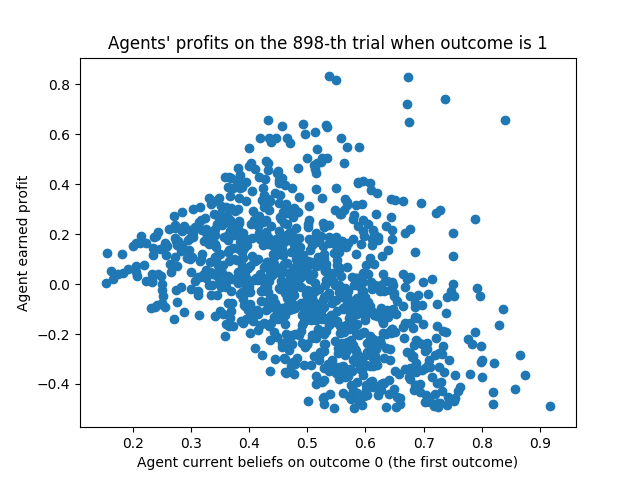 Agents' profits on the 898-th trial when outcome is 1
Agent earned profit
0.8
0.6
0.4
0.2
0.0
−0.2
−0.4
0.2 0.3 0.4 0.5 0.6 0.7 0.8 0.9
Agent current beliefs on outcome 0 (the first outcome)